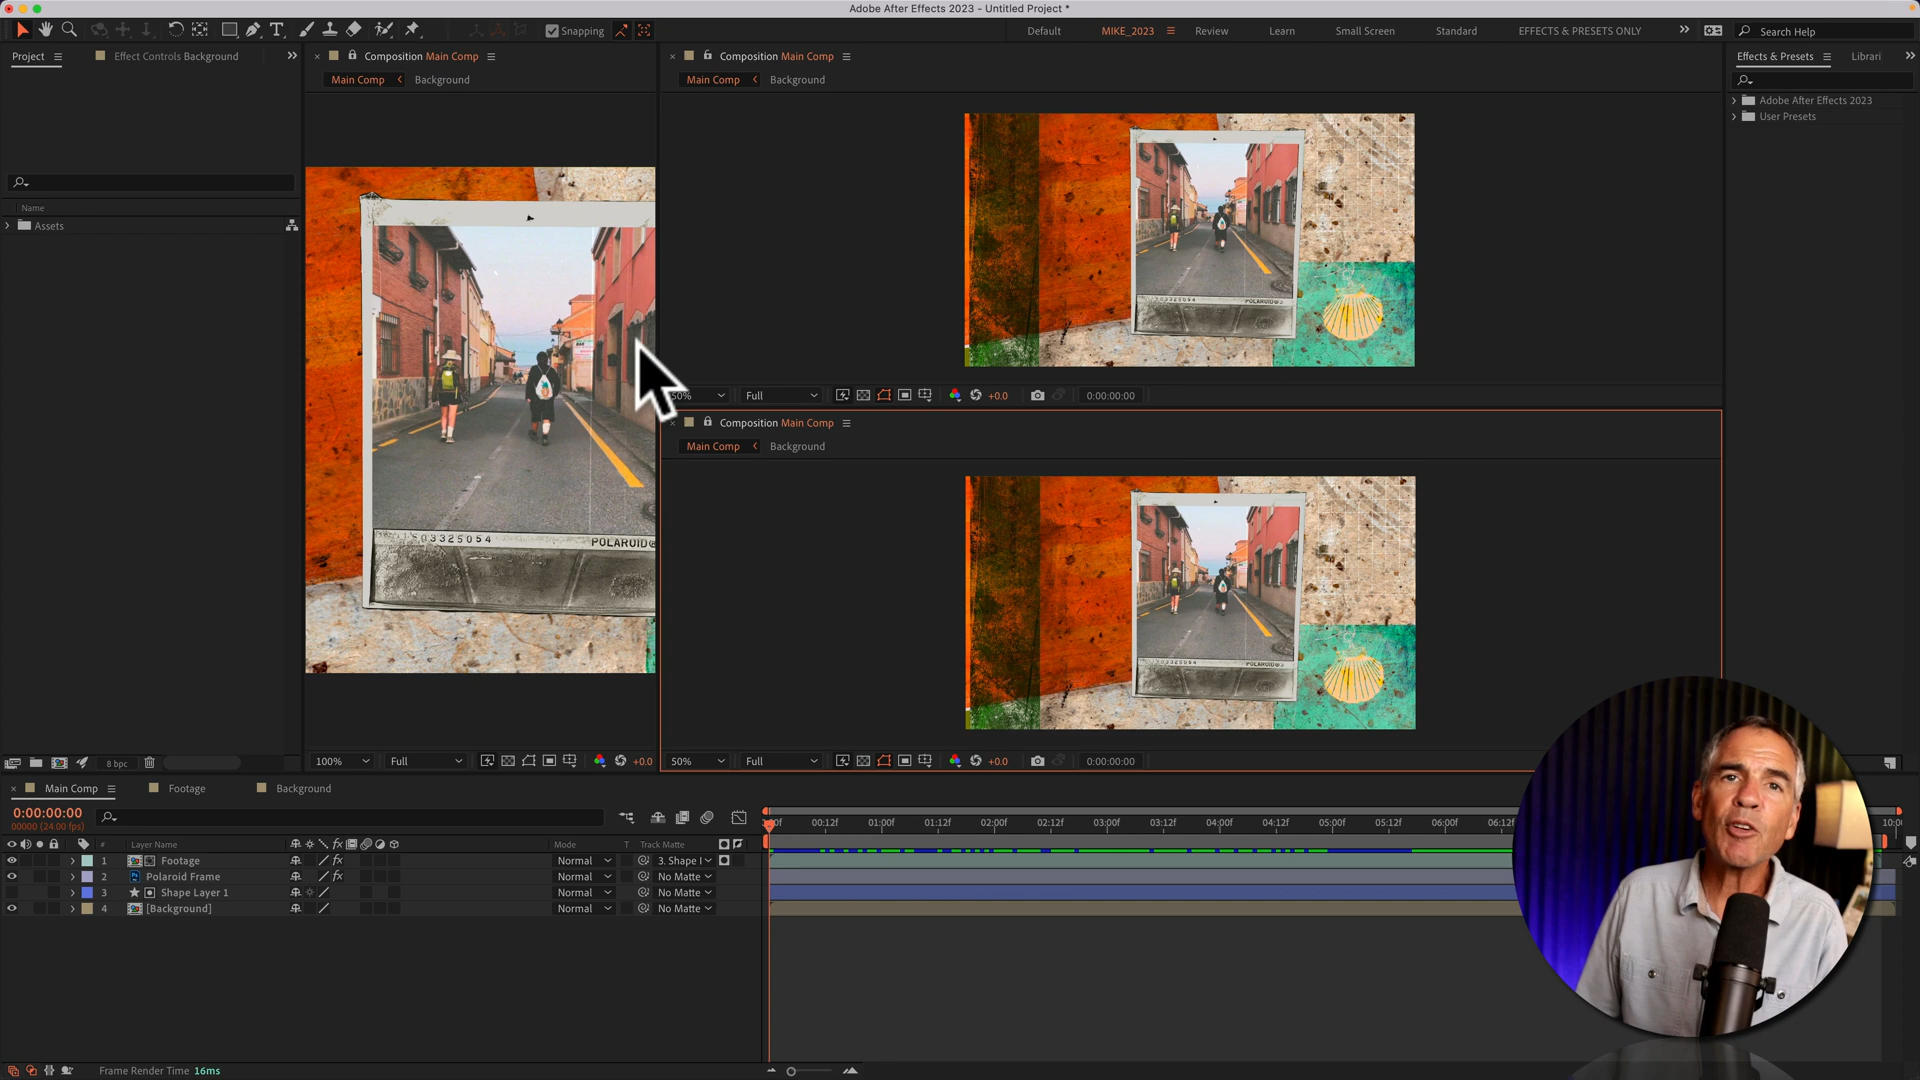 Adobe After Effects 2023 - Untitled Project *
Snapping
Default
MIKE_2023
Review
Learn
Small Screen
Standard
EFFECTS & PRESETS ONLY
Search Help
Project
Effect Controls Background
Composition Main Comp
Composition Main Comp
Effects & Presets
Librari
Main Comp
Background
Main Comp
Background
Adobe After Effects 2023
User Presets
Name
Assets
POLAROID
50%
Full
+0.0
0:00:00:00
Composition Main Comp
Main Comp
Background
03325054
POLAROID®
8 bpc
100%
Full
+0.0
50%
Full
+0.0
0:00:00:00
Main Comp
Footage
Background
0:00:00:00
00000 (24.00 fps)
00:12f
01:00f
01:12f
02:00f
02:12f
03:00f
03:12f
04:00f
04:12f
05:00f
05:12f
06:00f
06:12f
10:0
#
Layer Name
Mode
T
Track Matte
1
Footage
Normal
3. Shape l
2
Polaroid Frame
Normal
No Matte
3
Shape Layer 1
Normal
No Matte
4
[Background]
Normal
No Matte
Frame Render Time 16ms